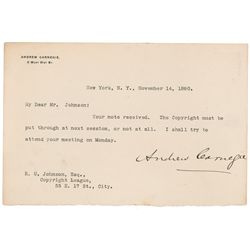 ANDREW CARNEGIE,
5 West 51st St.
New York, N. Y., November 14, 1890.
My Dear Mr. Johnson:
Your note received. The Copyright must be
put through at next session, or not at all. I shall try to
attend your meeting on Monday.
Andrew Carnegie
R. U. Johnson, Esq.,
Copyright League,
33 E. 17 St., City.